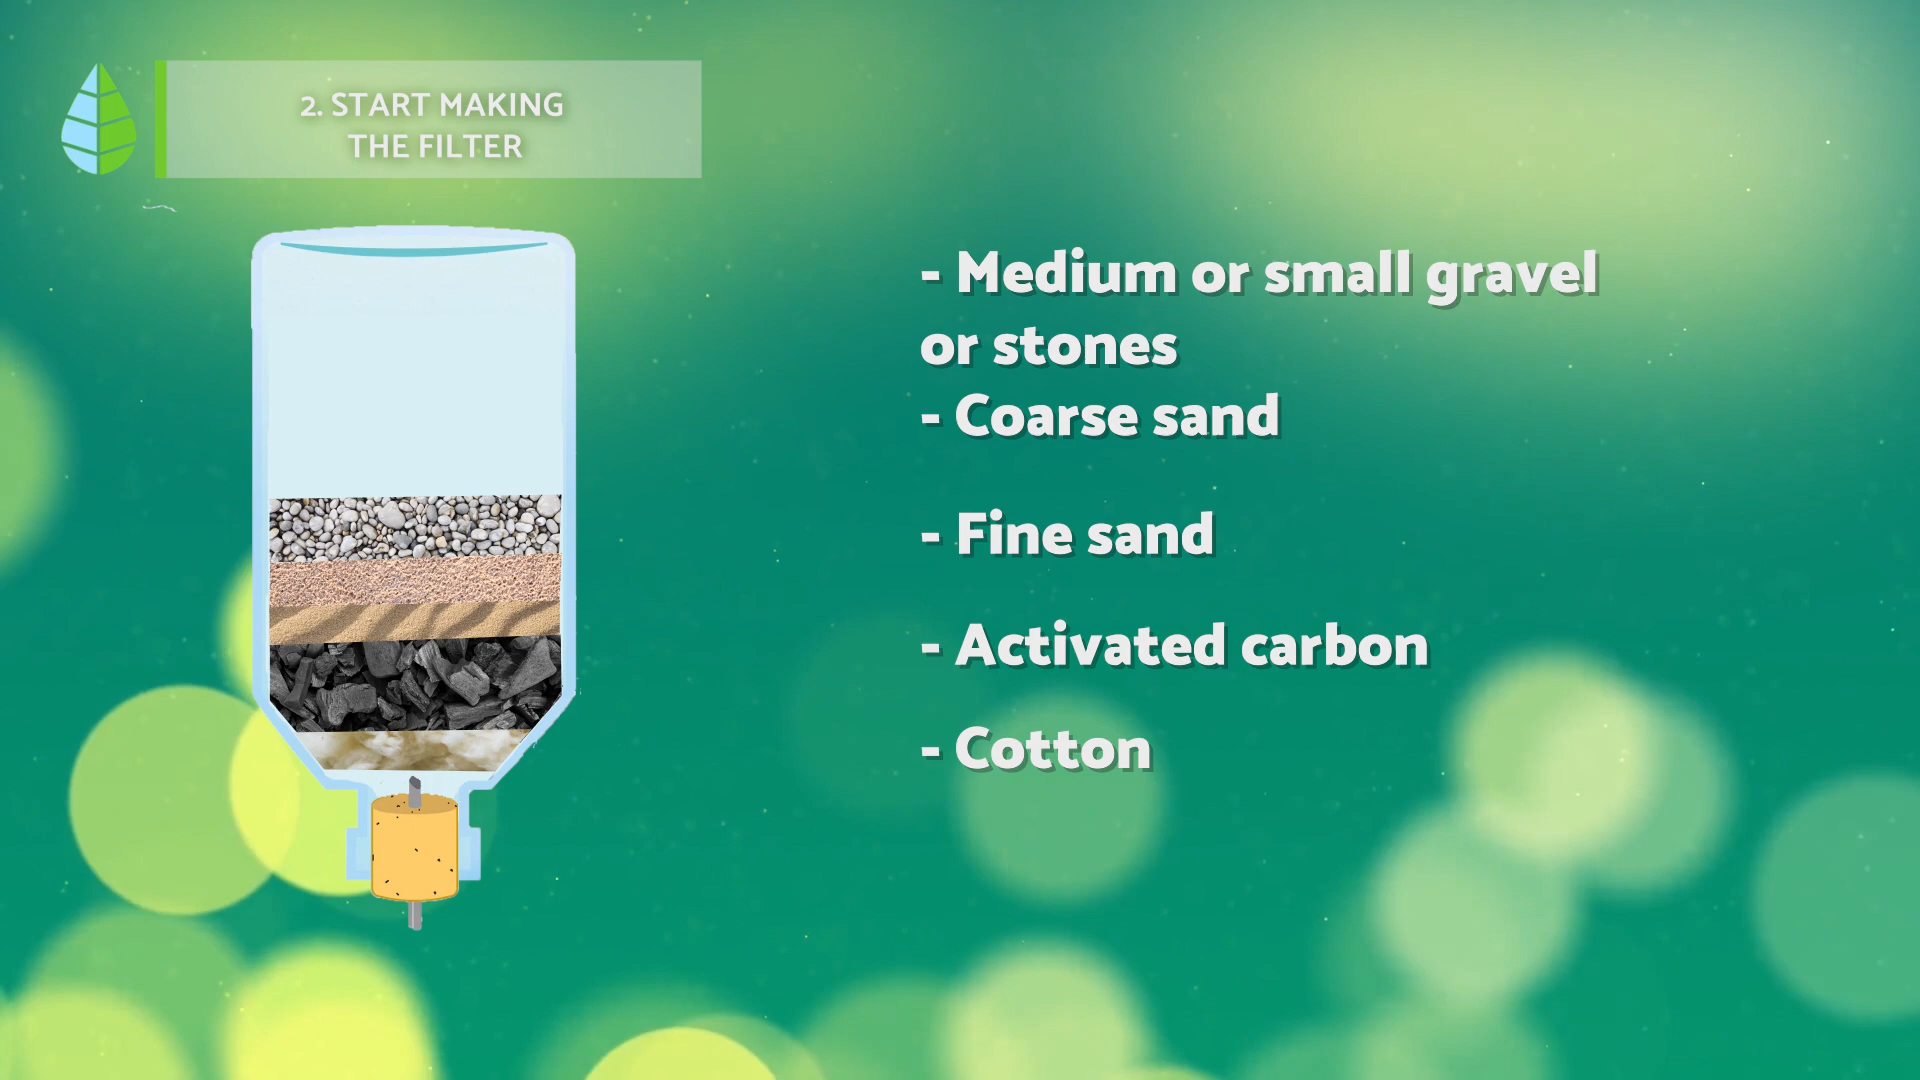 2. START MAKING
THE FILTER
- Medium or small gravel
or stones
- Coarse sand
- Fine sand
- Activated carbon
- Cotton